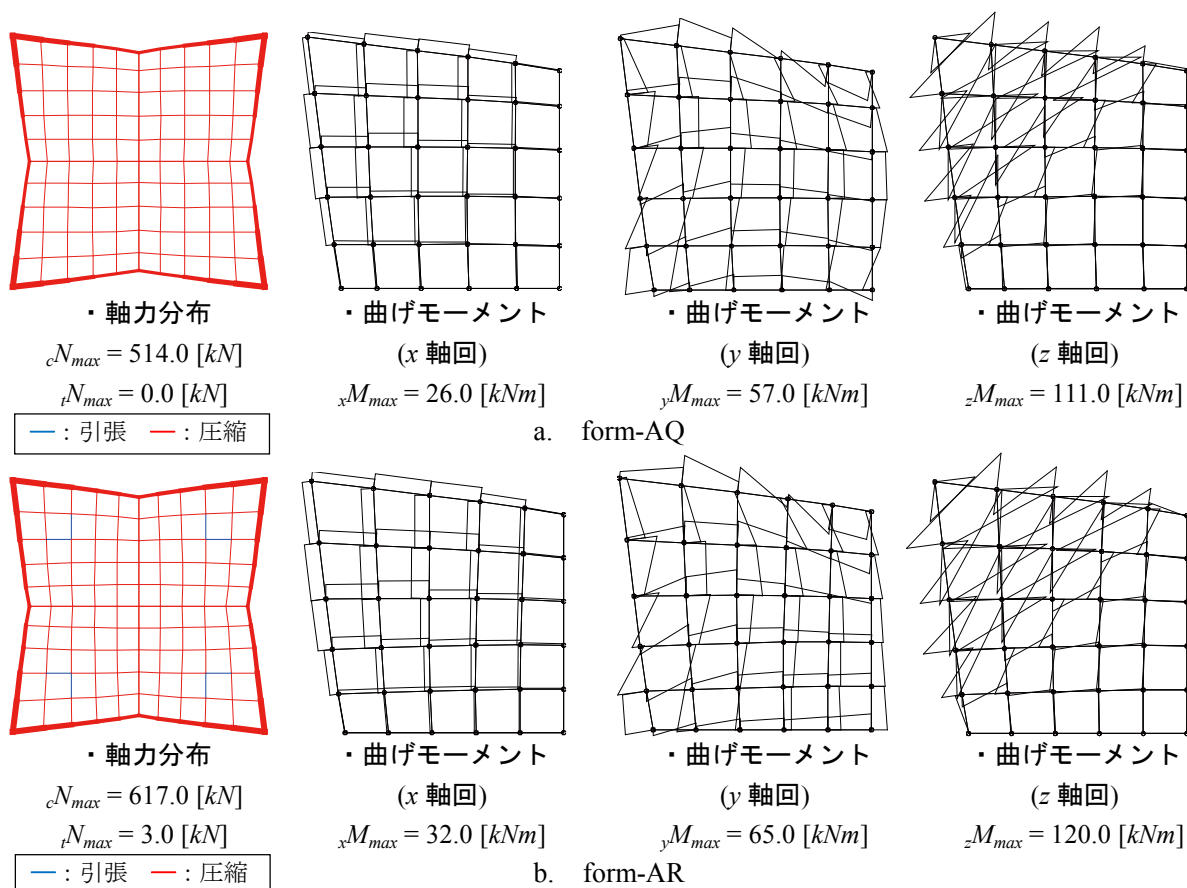 ・軸力分布 ・曲げモーメント ・曲げモーメント ・曲げモーメント
cNmax = 514.0 [kN] (x 軸回) (y 軸回) (z 軸回)
tNmax = 0.0 [kN] xMmax = 26.0 [kNm] yMmax = 57.0 [kNm] zMmax = 111.0 [kNm]
― : 引張 ― : 圧縮 a. form-AQ
・軸力分布 ・曲げモーメント ・曲げモーメント ・曲げモーメント
cNmax = 617.0 [kN] (x 軸回) (y 軸回) (z 軸回)
tNmax = 3.0 [kN] xMmax = 32.0 [kNm] yMmax = 65.0 [kNm] zMmax = 120.0 [kNm]
― : 引張 ― : 圧縮 b. form-AR